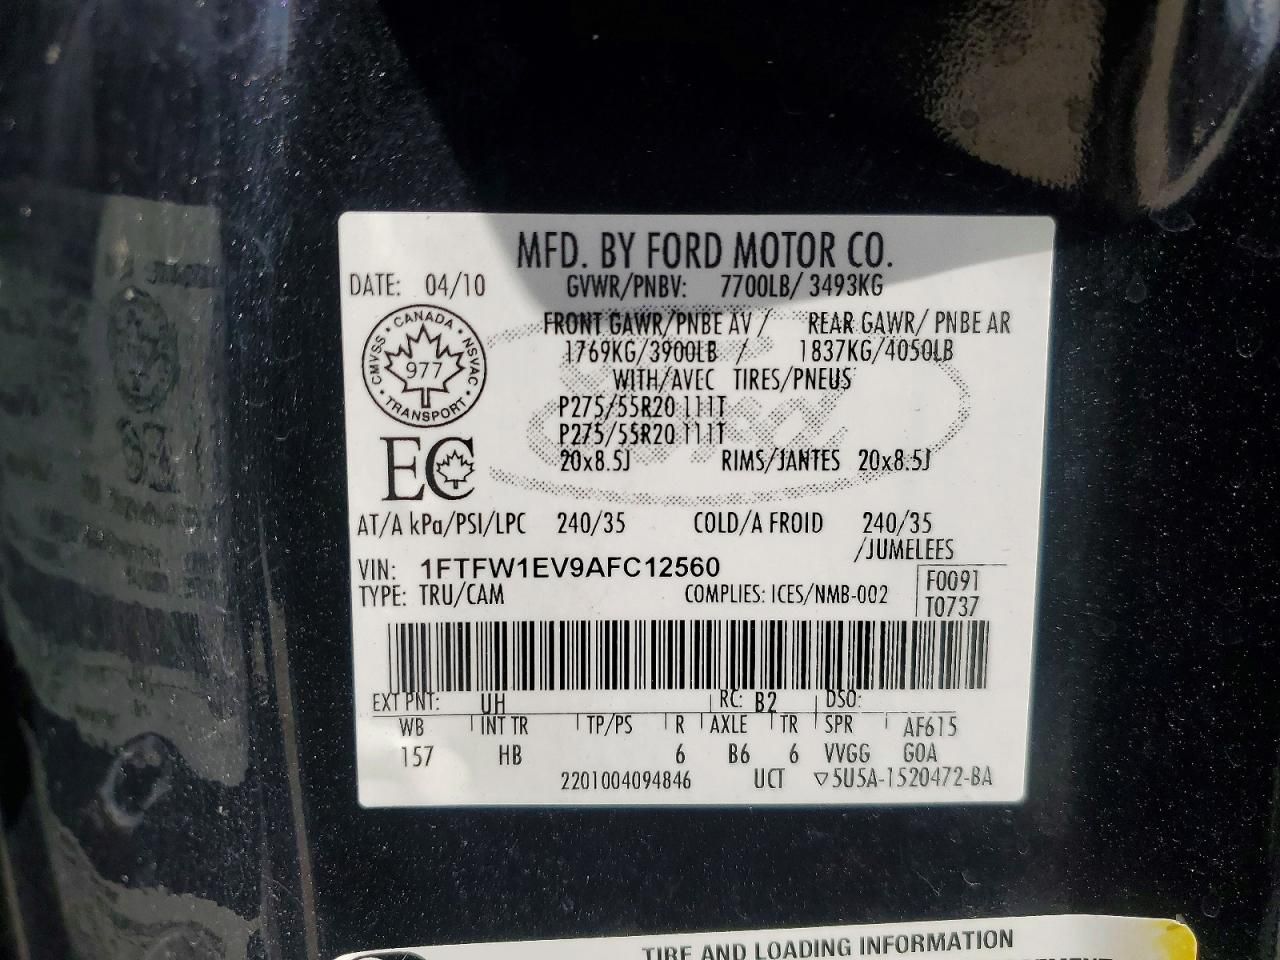 MFD. BY FORD MOTOR CO.
DATE: 04/10 GVWR/PNBV: 7700LB/ 3493KG
FRONT GAWR/PNBE AV / REAR GAWR/ PNBE AR
1769KG/3900LB / 1837KG/4050LB
WITH/AVEC TIRES/PNEUS
CANADA
CMVSS 977 NSVAC
TRANSPORT
P275/55R20 111T
P275/55R20 111T
EC 20x8.5J RIMS/JANTES 20x8.5J
AT/A kPa/PSI/LPC 240/35 COLD/A FROID 240/35
/JUMELEES
VIN: 1FTFW1EV9AFC12560
TYPE: TRU/CAM COMPLIES: ICES/NMB-002
F0091
T0737
EXT PNT: UH RC: B2 DSO:
WB INT TR TP/PS R AXLE TR SPR AF615
157 HB 6 B6 6 VVGG GOA
2201004094846 UCT ▽5U5A-1520472-BA
TIRE AND LOADING INFORMATION